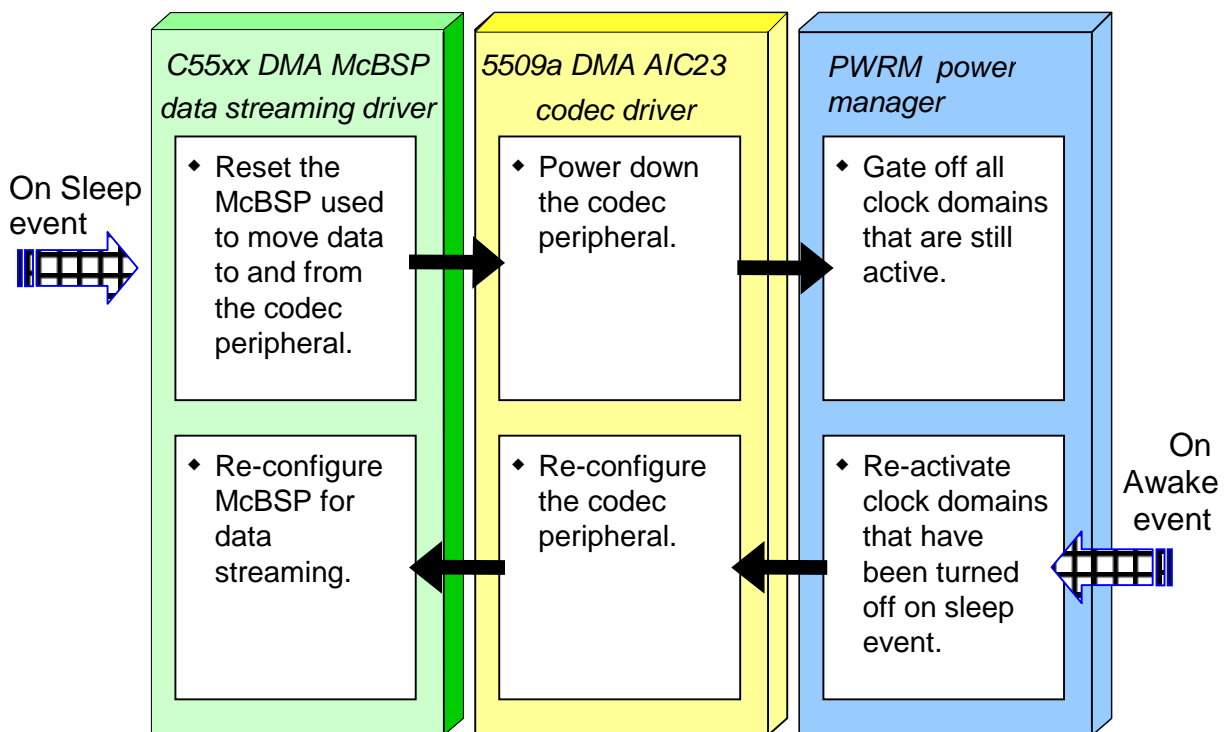 C55xx DMA McBSP
data streaming driver
5509a DMA AIC23
codec driver
PWRM power
manager
On Sleep
event
◆ Reset the
McBSP used
to move data
to and from
the codec
peripheral.
◆ Power down
the codec
peripheral.
◆ Gate off all
clock domains
that are still
active.
◆ Re-configure
McBSP for
data
streaming.
◆ Re-configure
the codec
peripheral.
◆ Re-activate
clock domains
that have
been turned
off on sleep
event.
On
Awake
event